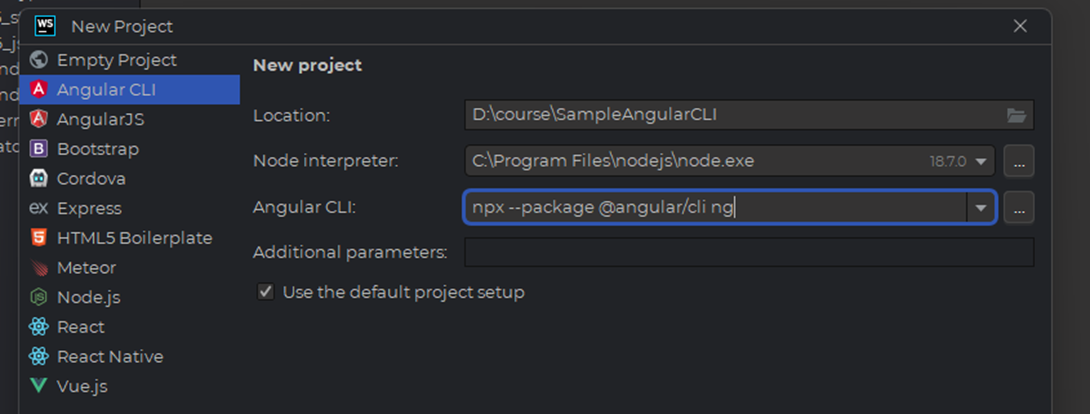 New Project
Empty Project
Angular CLI
AngularJS
Bootstrap
Cordova
ex Express
HTML5 Boilerplate
Meteor
Node.js
React
React Native
Vue.js
New project
Location: D:\course\SampleAngularCLI
Node interpreter: C:\Program Files\nodejs\node.exe 18.7.0 ...
Angular CLI: npx --package @angular/cli ng ...
Additional parameters:
Use the default project setup